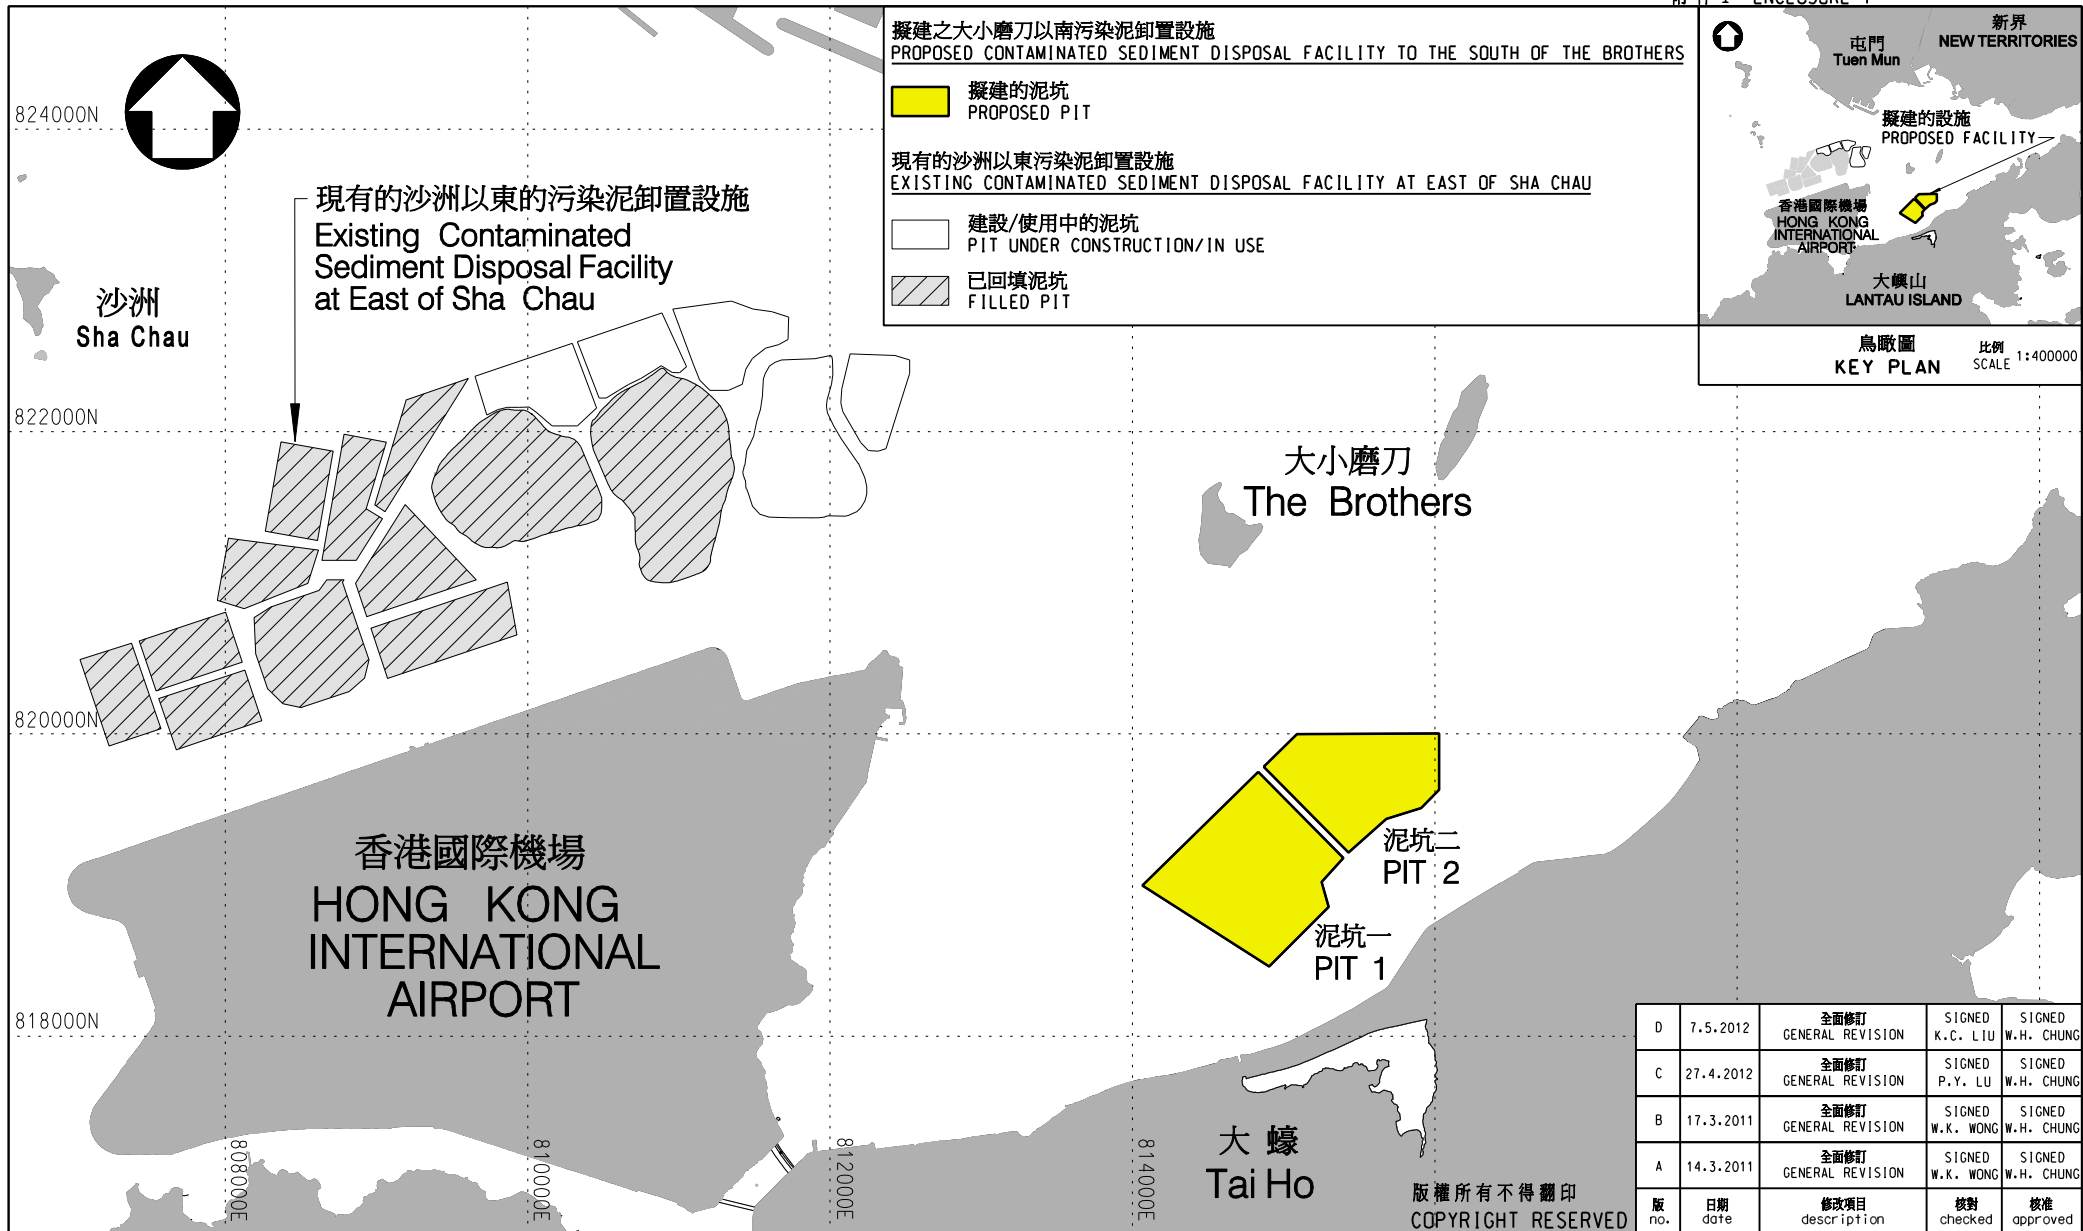 附件 1 ENCLOSURE 1
擬建之大小磨刀以南污染泥卸置設施
PROPOSED CONTAMINATED SEDIMENT DISPOSAL FACILITY TO THE SOUTH OF THE BROTHERS
擬建的泥坑
PROPOSED PIT
現有的沙洲以東污染泥卸置設施
EXISTING CONTAMINATED SEDIMENT DISPOSAL FACILITY AT EAST OF SHA CHAU
建設/使用中的泥坑
PIT UNDER CONSTRUCTION/IN USE
已回填泥坑
FILLED PIT
新界
NEW TERRITORIES
屯門
Tuen Mun
擬建的設施
PROPOSED FACILITY
香港國際機場
HONG KONG
INTERNATIONAL
AIRPORT
大嶼山
LANTAU ISLAND
鳥瞰圖
KEY PLAN
比例
SCALE 1:400000
824000N
822000N
820000N
818000N
現有的沙洲以東的污染泥卸置設施
Existing Contaminated
Sediment Disposal Facility
at East of Sha Chau
沙洲
Sha Chau
大小磨刀
The Brothers
泥坑二
PIT 2
泥坑一
PIT 1
香港國際機場
HONG KONG
INTERNATIONAL
AIRPORT
大蠔
Tai Ho
808000E
810000E
812000E
814000E
版權所有不得翻印
COPYRIGHT RESERVED
D 7.5.2012 全面修訂 GENERAL REVISION SIGNED K.C. LIU SIGNED W.H. CHUNG
C 27.4.2012 全面修訂 GENERAL REVISION SIGNED P.Y. LU SIGNED W.H. CHUNG
B 17.3.2011 全面修訂 GENERAL REVISION SIGNED W.K. WONG SIGNED W.H. CHUNG
A 14.3.2011 全面修訂 GENERAL REVISION SIGNED W.K. WONG SIGNED W.H. CHUNG
版 日期 修改項目 核對 核准
no. date description checked approved